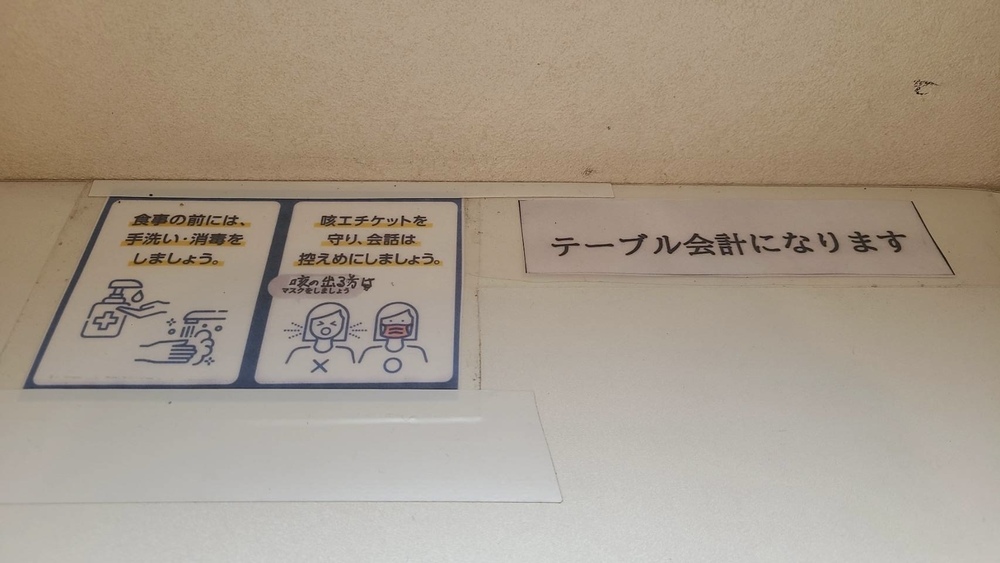 食事の前には、
手洗い・消毒を
しましょう。
咳エチケットを
守り、会話は
控えめにしましょう。
咳の出る方は
マスクをしましょう
テーブル会計になります